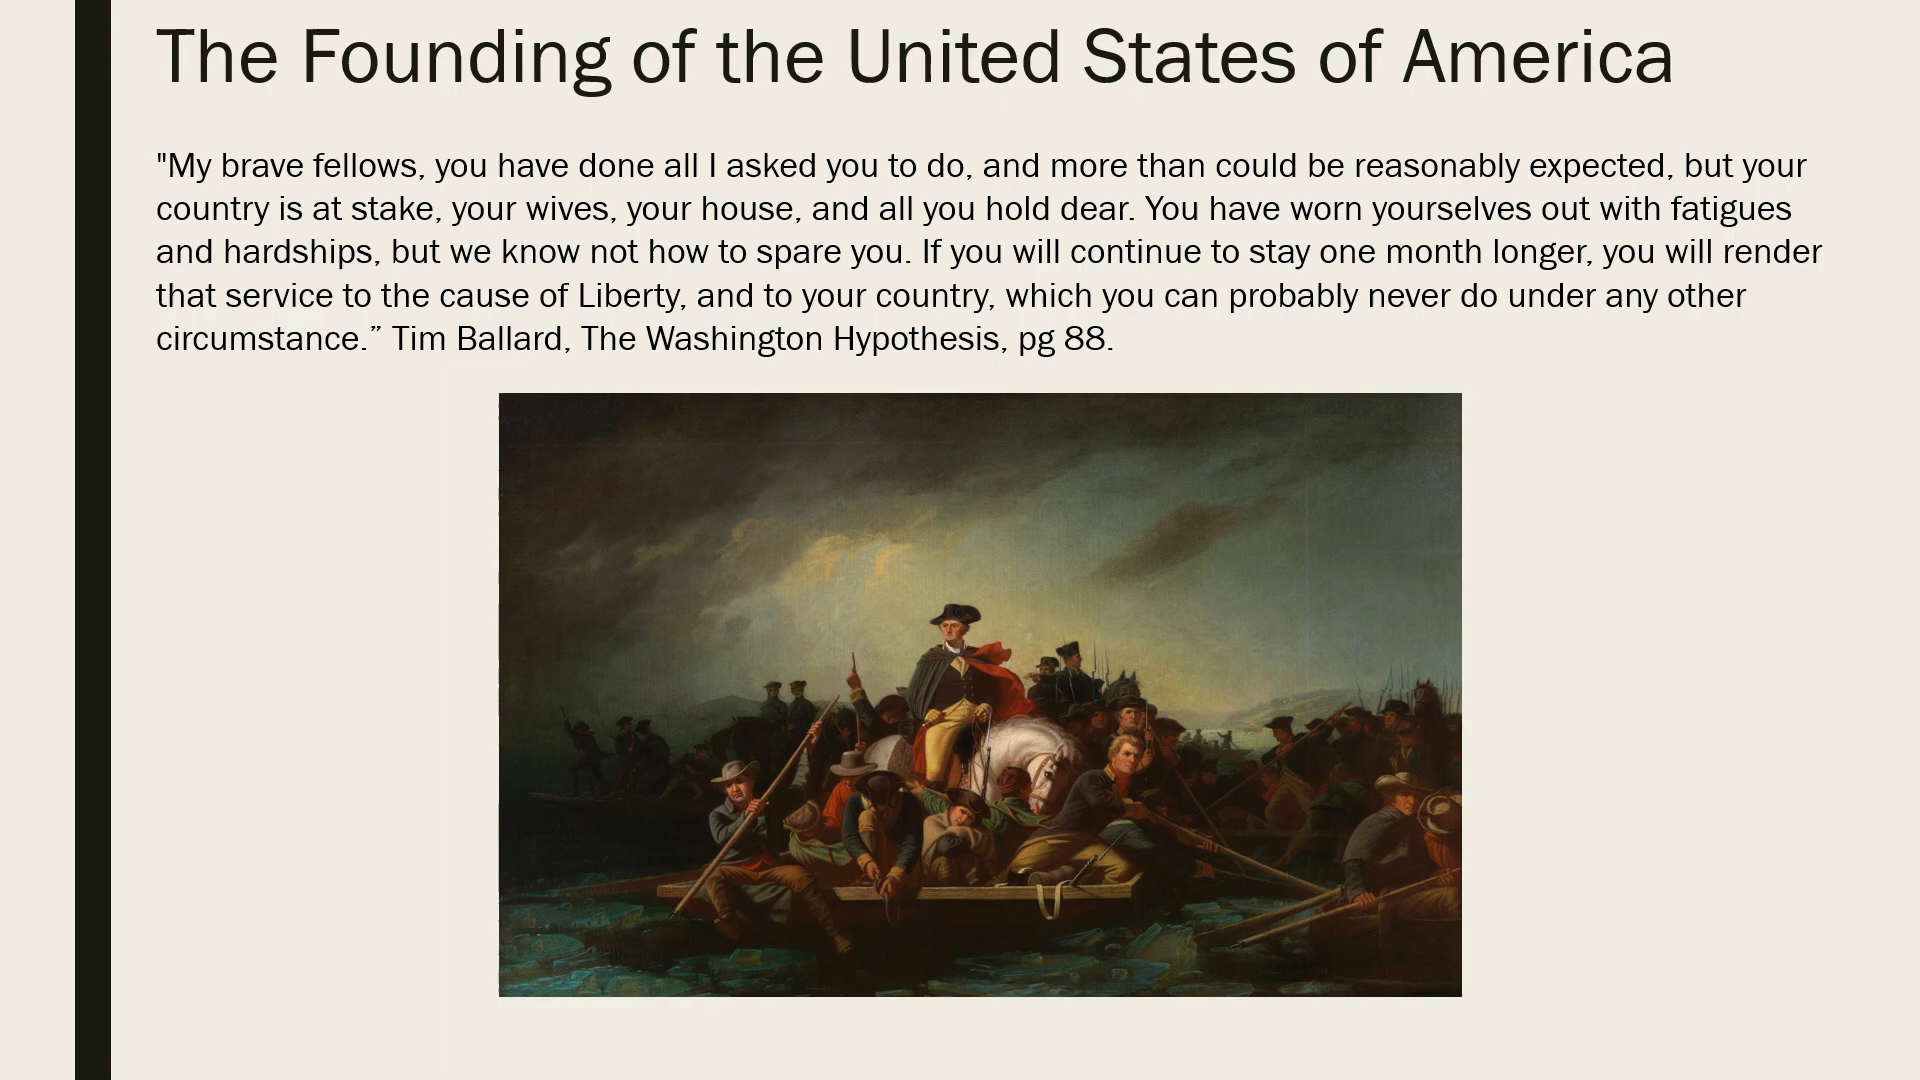 The Founding of the United States of America
"My brave fellows, you have done all I asked you to do, and more than could be reasonably expected, but your
country is at stake, your wives, your house, and all you hold dear. You have worn yourselves out with fatigues
and hardships, but we know not how to spare you. If you will continue to stay one month longer, you will render
that service to the cause of Liberty, and to your country, which you can probably never do under any other
circumstance.” Tim Ballard, The Washington Hypothesis, pg 88.